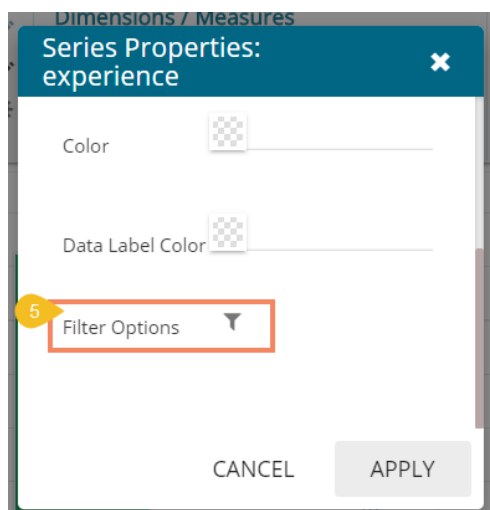 Dimensions / Measures
Series Properties:
experience
Color
Data Label Color
5
Filter Options
CANCEL APPLY